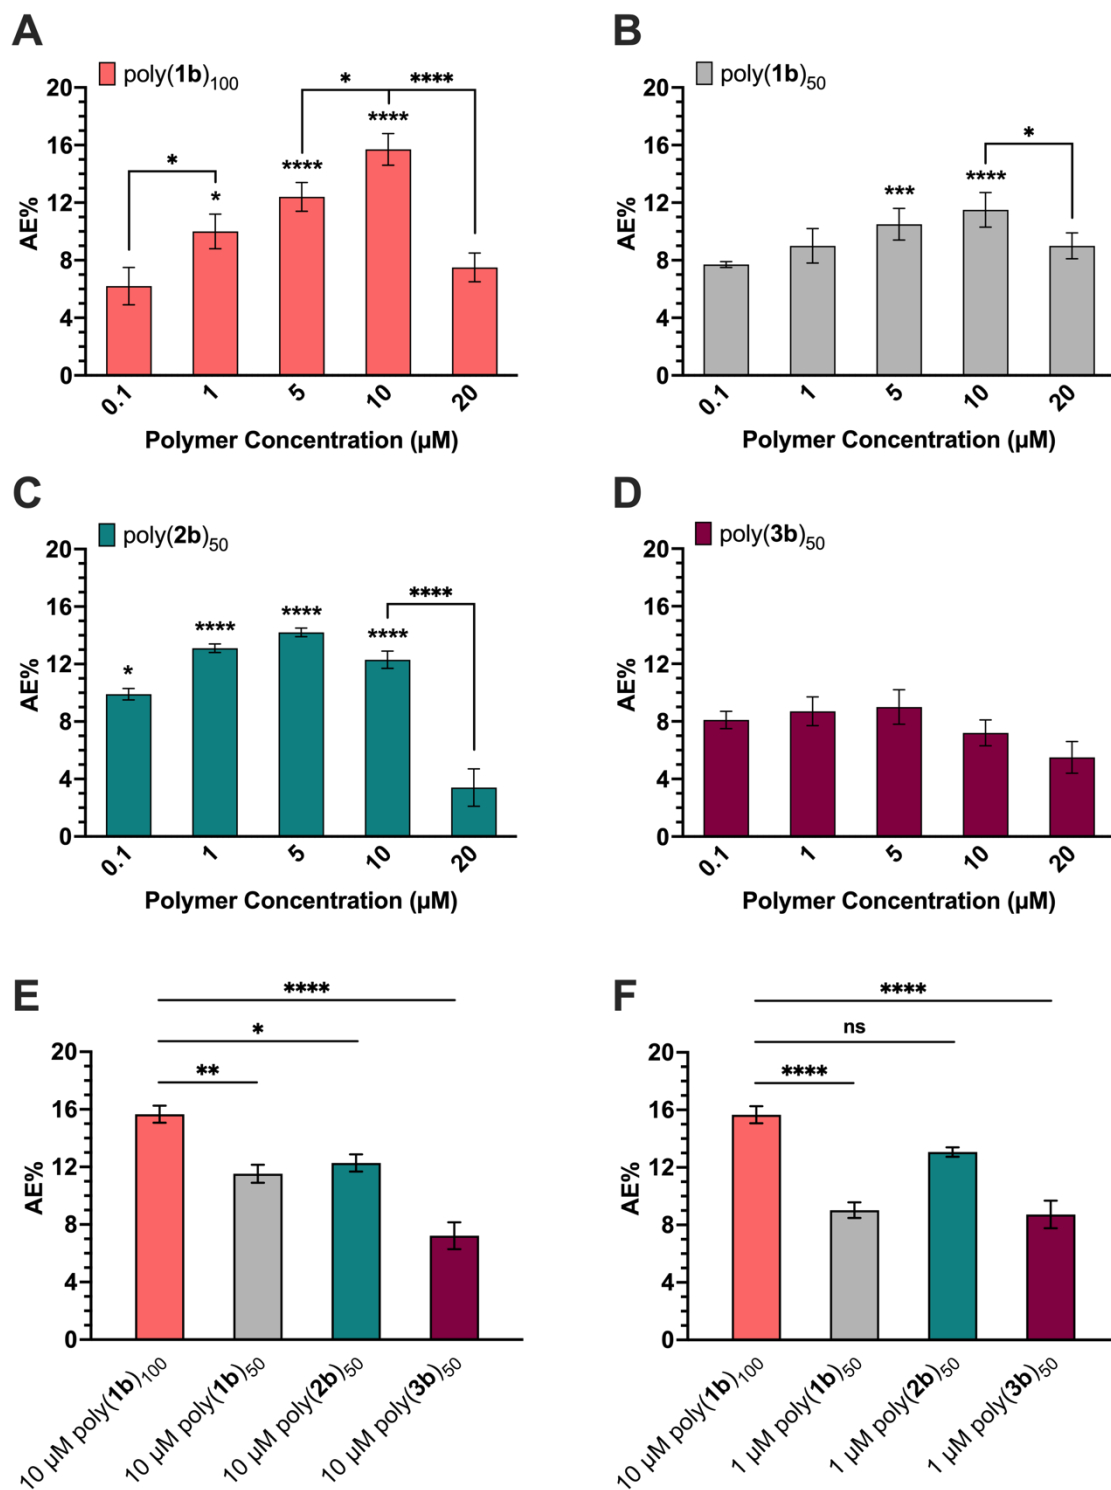 A
poly(1b)100
AE%
20
16
12
8
4
0
*
*
****
*
****
****
0.1
1
5
10
20
Polymer Concentration (µM)
B
poly(1b)50
AE%
20
16
12
8
4
0
***
****
*
0.1
1
5
10
20
Polymer Concentration (µM)
C
poly(2b)50
AE%
20
16
12
8
4
0
*
****
****
****
****
0.1
1
5
10
20
Polymer Concentration (µM)
D
poly(3b)50
AE%
20
16
12
8
4
0
0.1
1
5
10
20
Polymer Concentration (µM)
E
****
*
**
AE%
20
16
12
8
4
0
10 µM poly(1b)100
10 µM poly(1b)50
10 µM poly(2b)50
10 µM poly(3b)50
F
****
ns
****
AE%
20
16
12
8
4
0
10 µM poly(1b)100
1 µM poly(1b)50
1 µM poly(2b)50
1 µM poly(3b)50